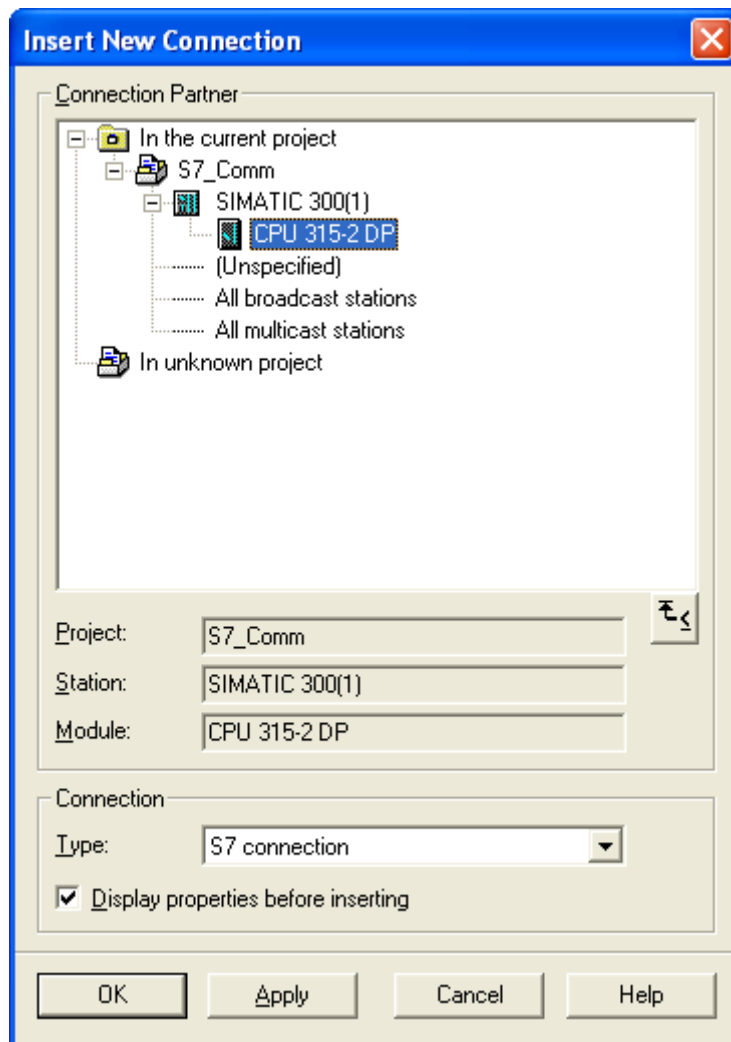 Insert New Connection
Connection Partner
In the current project
S7_Comm
SIMATIC 300(1)
CPU 315-2 DP
(Unspecified)
All broadcast stations
All multicast stations
In unknown project
Project: S7_Comm
Station: SIMATIC 300(1)
Module: CPU 315-2 DP
Connection
Type: S7 connection
Display properties before inserting
OK Apply Cancel Help